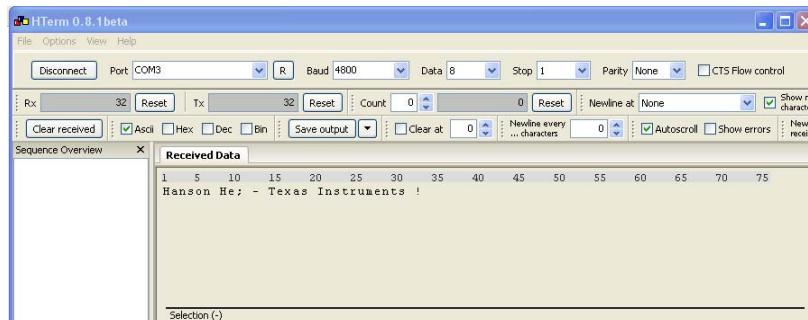 HTerm 0.8.1beta
File Options View Help
Disconnect Port COM3 R Baud 4800 Data 8 Stop 1 Parity None CTS Flow control
Rx 32 Reset Tx 32 Reset Count 0 0 Reset Newline at None Show
Clear received Ascii Hex Dec Bin Save output Clear at 0 Newline every ... characters 0 Autoscroll Show errors
Sequence Overview X Received Data
1 5 10 15 20 25 30 35 40 45 50 55 60 65 70 75
Hanson He; - Texas Instruments !
Selection (-)